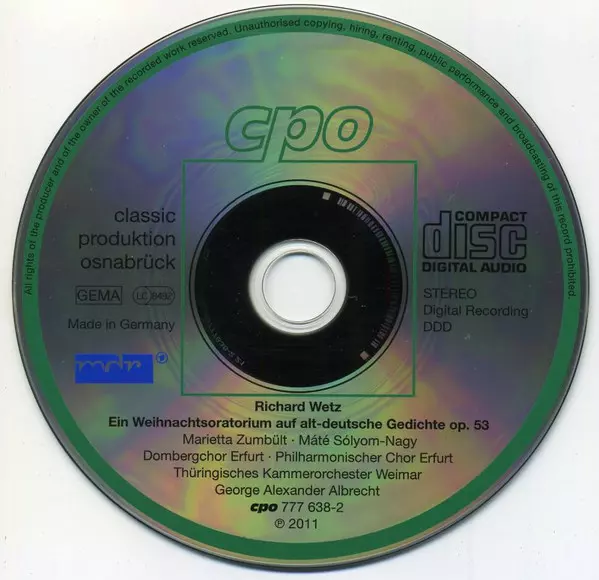 All rights of the producer and of the owner of the recorded work reserved. Unauthorised copying, hiring, renting, public performance and broadcasting of this record prohibited.
cpo
classic
produktion
osnabrück
GEMA LC 8492
Made in Germany
mdr
COMPACT
disc
DIGITAL AUDIO
STEREO
Digital Recording
DDD
Richard Wetz
Ein Weihnachtsoratorium auf alt-deutsche Gedichte op. 53
Marietta Zumbült · Máté Sólyom-Nagy
Dombergchor Erfurt · Philharmonischer Chor Erfurt
Thüringisches Kammerorchester Weimar
George Alexander Albrecht
cpo 777 638-2
℗ 2011